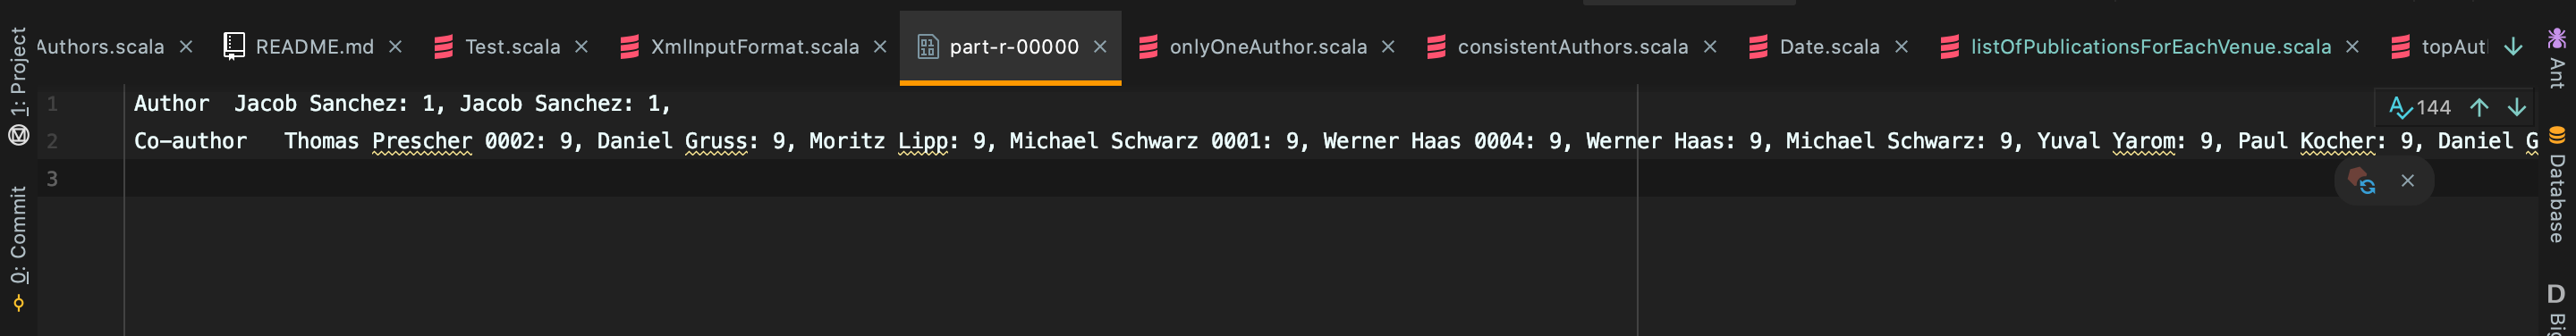 Authors.scala README.md Test.scala XmlInputFormat.scala part-r-00000 onlyOneAuthor.scala consistentAuthors.scala Date.scala listOfPublicationsForEachVenue.scala topAut
1: Project
0: Commit
1 Author Jacob Sanchez: 1, Jacob Sanchez: 1,
2 Co-author Thomas Prescher 0002: 9, Daniel Gruss: 9, Moritz Lipp: 9, Michael Schwarz 0001: 9, Werner Haas 0004: 9, Werner Haas: 9, Michael Schwarz: 9, Yuval Yarom: 9, Paul Kocher: 9, Daniel G
3
144
Ant
Database
D